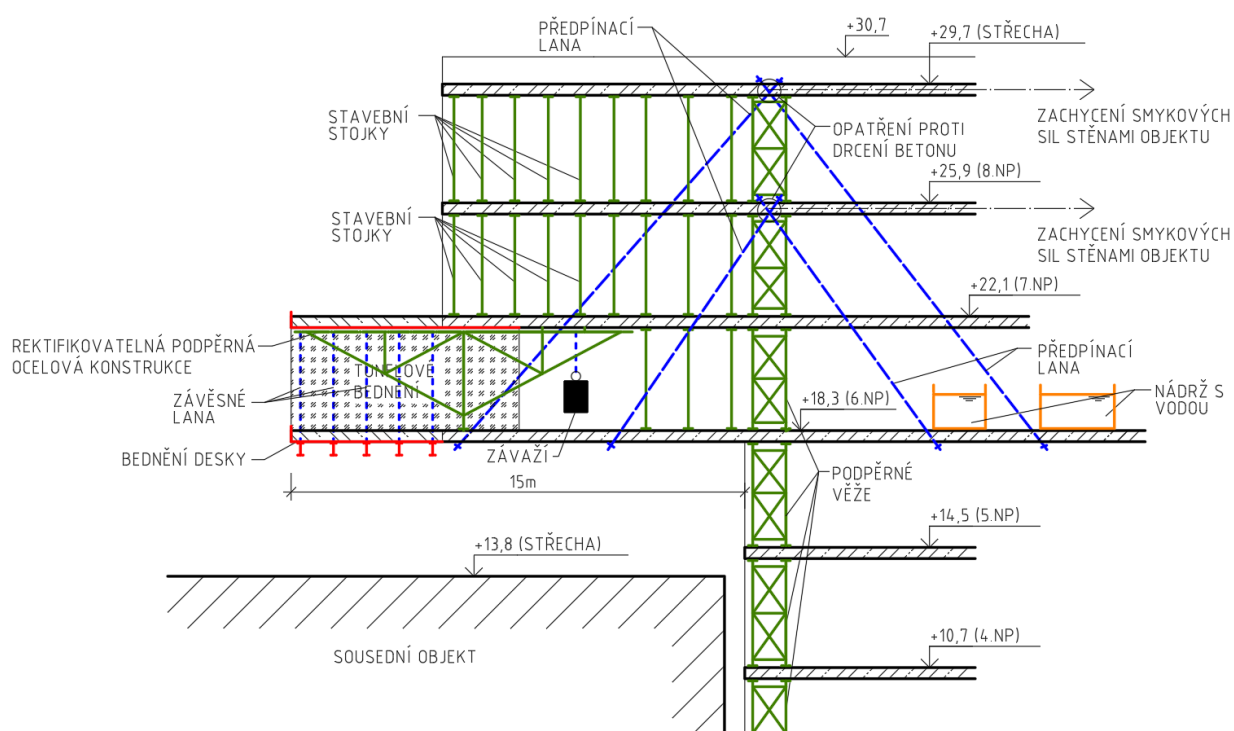 PŘEDPÍNACÍ
LANA
+30,7
+29,7 (STŘECHA)
STAVEBNÍ
STOJKY
OPATŘENÍ PROTI
DRCENÍ BETONU
ZACHYCENÍ SMYKOVÝCH
SIL STĚNAMI OBJEKTU
+25,9 (8.NP)
STAVEBNÍ
STOJKY
ZACHYCENÍ SMYKOVÝCH
SIL STĚNAMI OBJEKTU
+22,1 (7.NP)
REKTIFIKOVATELNÁ PODPĚRNÁ
OCELOVÁ KONSTRUKCE
TUNELOVÉ
BEDNĚNÍ
ZÁVĚSNÉ
LANA
PŘEDPÍNACÍ
LANA
NÁDRŽ S
VODOU
+18,3 (6.NP)
BEDNĚNÍ DESKY
ZÁVAŽÍ
15m
PODPĚRNÉ
VĚŽE
+14,5 (5.NP)
+13,8 (STŘECHA)
+10,7 (4.NP)
SOUSEDNÍ OBJEKT